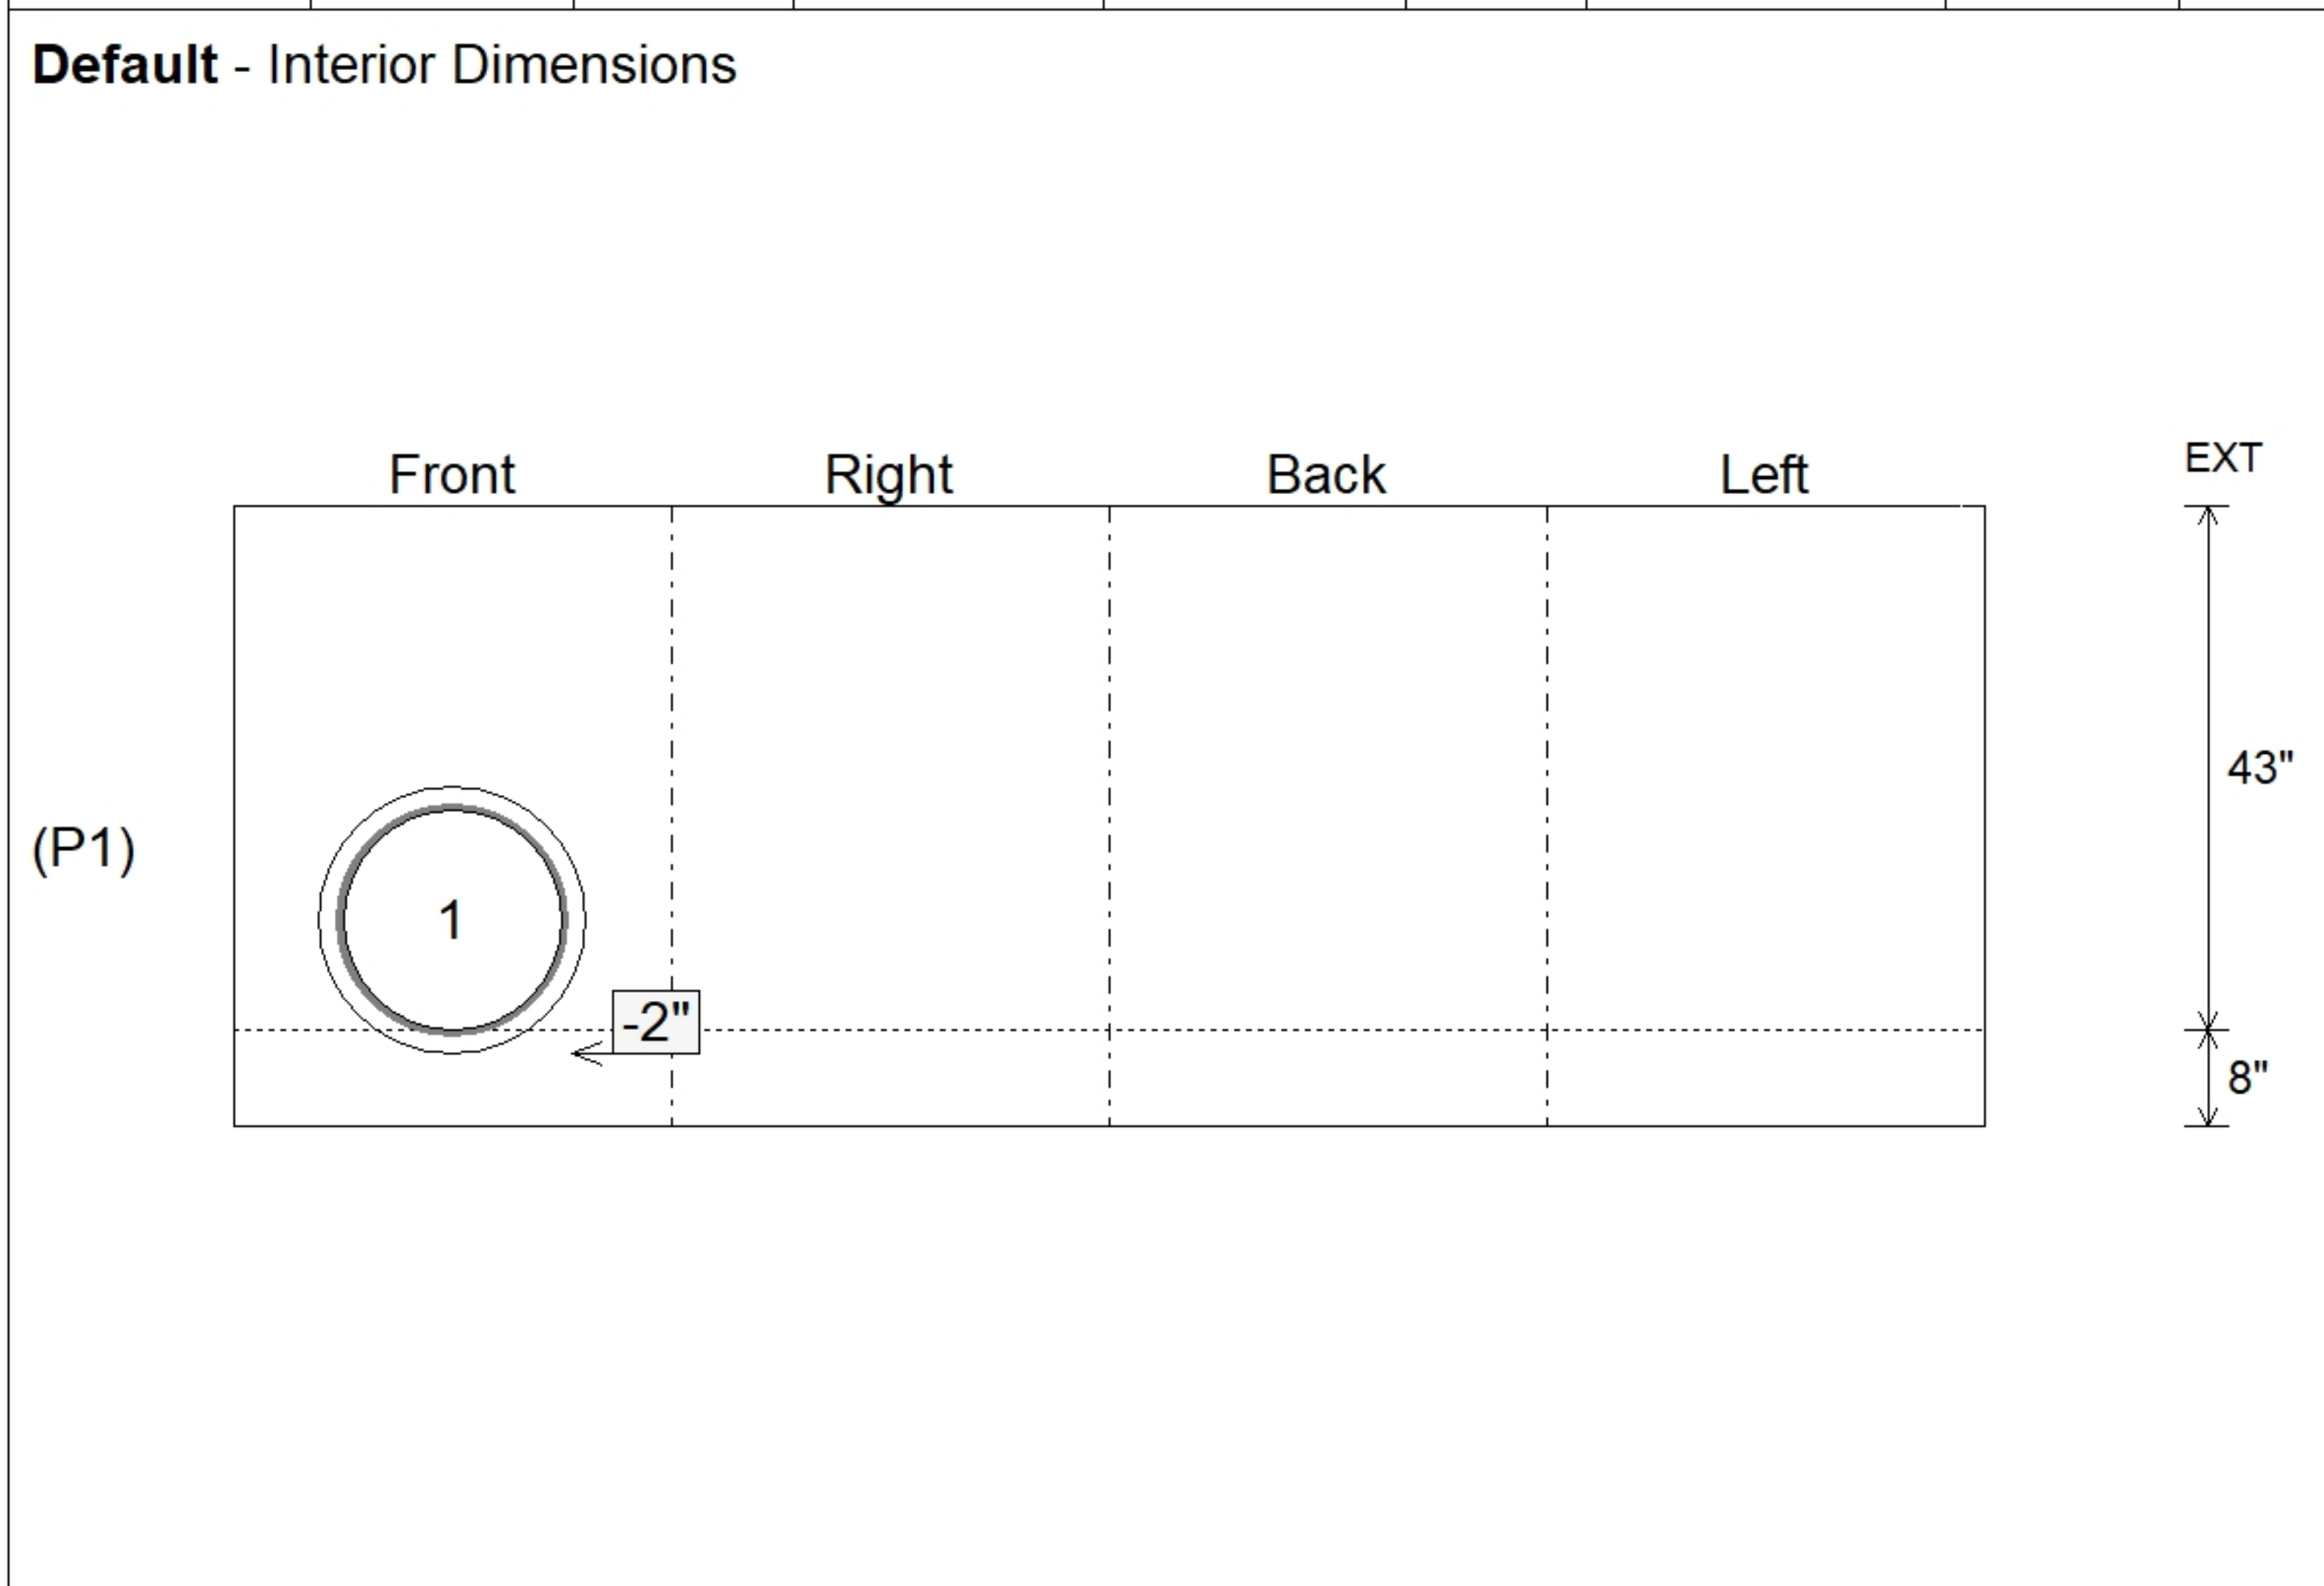 Default - Interior Dimensions
Front Right Back Left EXT
43"
(P1)
1
-2"
8"